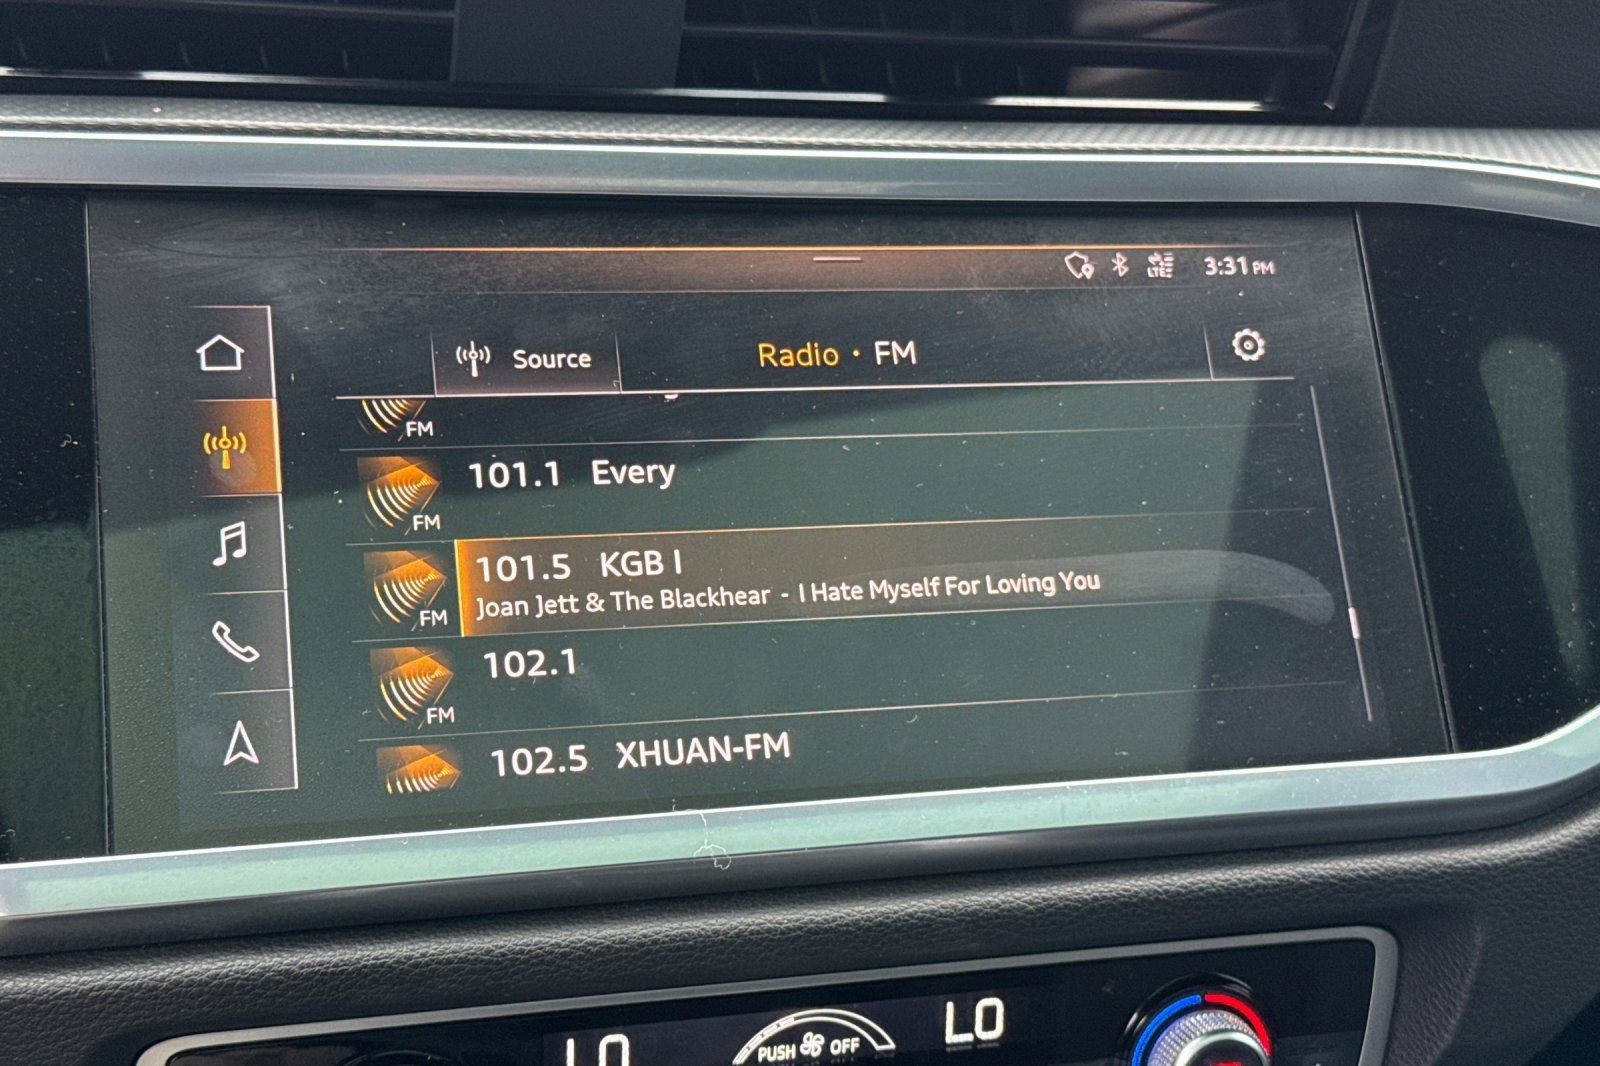 LTE
3:31 PM
Source
Radio • FM
FM
101.1 Every
FM
101.5 KGB I
Joan Jett & The Blackhear - I Hate Myself For Loving You
FM
102.1
FM
102.5 XHUAN-FM
LO
PUSH OFF
LO